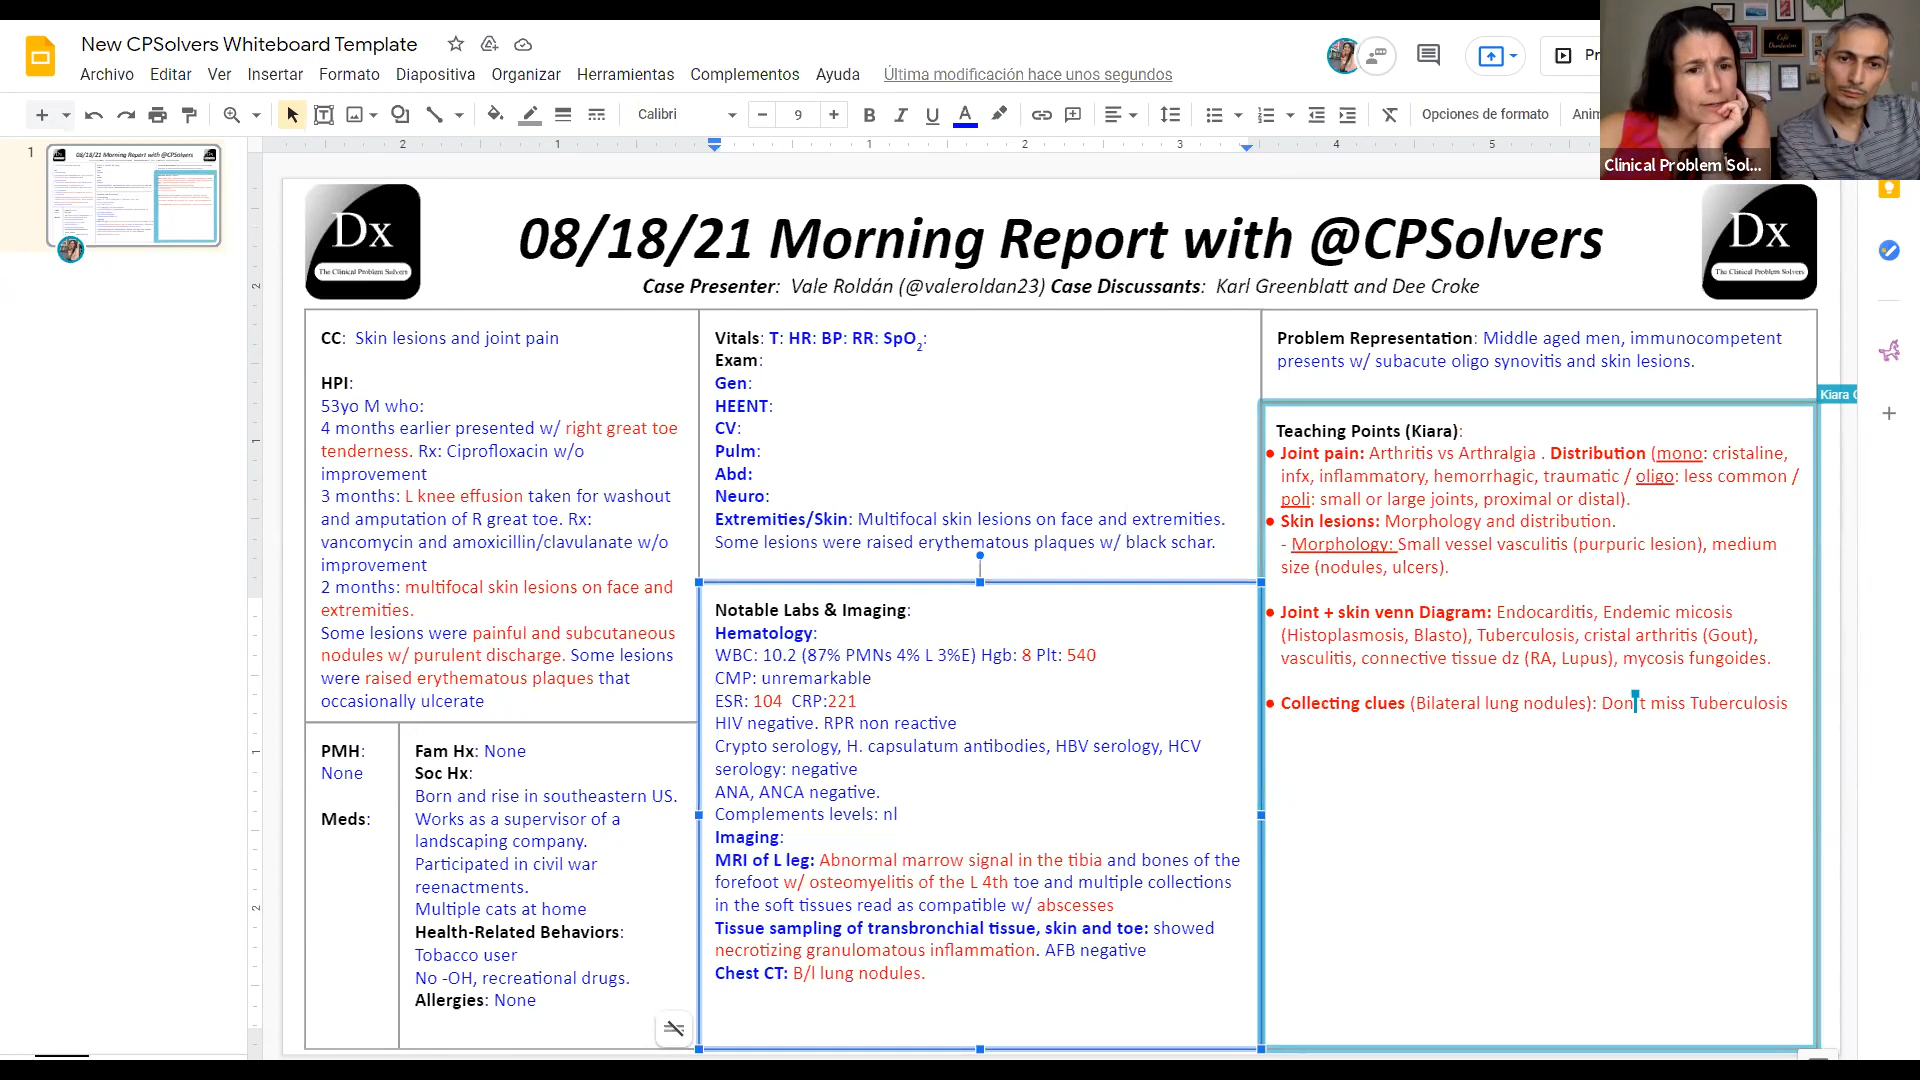 New CPSolvers Whiteboard Template
Archivo Editar Ver Insertar Formato Diapositiva Organizar Herramientas Complementos Ayuda Última modificación hace unos segundos
Calibri 9 Opciones de formato
Clinical Problem Sol...
1
2 1 1 2 3 4 5
08/18/21 Morning Report with @CPSolvers
Case Presenter: Vale Roldán (@valeroldan23) Case Discussants: Karl Greenblatt and Dee Croke
Dx
The Clinical Problem Solvers
Dx
The Clinical Problem Solvers
CC: Skin lesions and joint pain
HPI:
53yo M who:
4 months earlier presented w/ right great toe
tenderness. Rx: Ciprofloxacin w/o
improvement
3 months: L knee effusion taken for washout
and amputation of R great toe. Rx:
vancomycin and amoxicillin/clavulanate w/o
improvement
2 months: multifocal skin lesions on face and
extremities.
Some lesions were painful and subcutaneous
nodules w/ purulent discharge. Some lesions
were raised erythematous plaques that
occasionally ulcerate
PMH:
None
Meds:
Fam Hx: None
Soc Hx:
Born and rise in southeastern US.
Works as a supervisor of a
landscaping company.
Participated in civil war
reenactments.
Multiple cats at home
Health-Related Behaviors:
Tobacco user
No -OH, recreational drugs.
Allergies: None
Vitals: T: HR: BP: RR: SpO2:
Exam:
Gen:
HEENT:
CV:
Pulm:
Abd:
Neuro:
Extremities/Skin: Multifocal skin lesions on face and extremities.
Some lesions were raised erythematous plaques w/ black schar.
Notable Labs & Imaging:
Hematology:
WBC: 10.2 (87% PMNs 4% L 3%E) Hgb: 8 Plt: 540
CMP: unremarkable
ESR: 104 CRP:221
HIV negative. RPR non reactive
Crypto serology, H. capsulatum antibodies, HBV serology, HCV
serology: negative
ANA, ANCA negative.
Complements levels: nl
Imaging:
MRI of L leg: Abnormal marrow signal in the tibia and bones of the
forefoot w/ osteomyelitis of the L 4th toe and multiple collections
in the soft tissues read as compatible w/ abscesses
Tissue sampling of transbronchial tissue, skin and toe: showed
necrotizing granulomatous inflammation. AFB negative
Chest CT: B/l lung nodules.
Problem Representation: Middle aged men, immunocompetent
presents w/ subacute oligo synovitis and skin lesions.
Teaching Points (Kiara):
● Joint pain: Arthritis vs Arthralgia . Distribution (mono: cristaline,
infx, inflammatory, hemorrhagic, traumatic / oligo: less common /
poli: small or large joints, proximal or distal).
● Skin lesions: Morphology and distribution.
- Morphology: Small vessel vasculitis (purpuric lesion), medium
size (nodules, ulcers).
● Joint + skin venn Diagram: Endocarditis, Endemic micosis
(Histoplasmosis, Blasto), Tuberculosis, cristal arthritis (Gout),
vasculitis, connective tissue dz (RA, Lupus), mycosis fungoides.
● Collecting clues (Bilateral lung nodules): Don't miss Tuberculosis